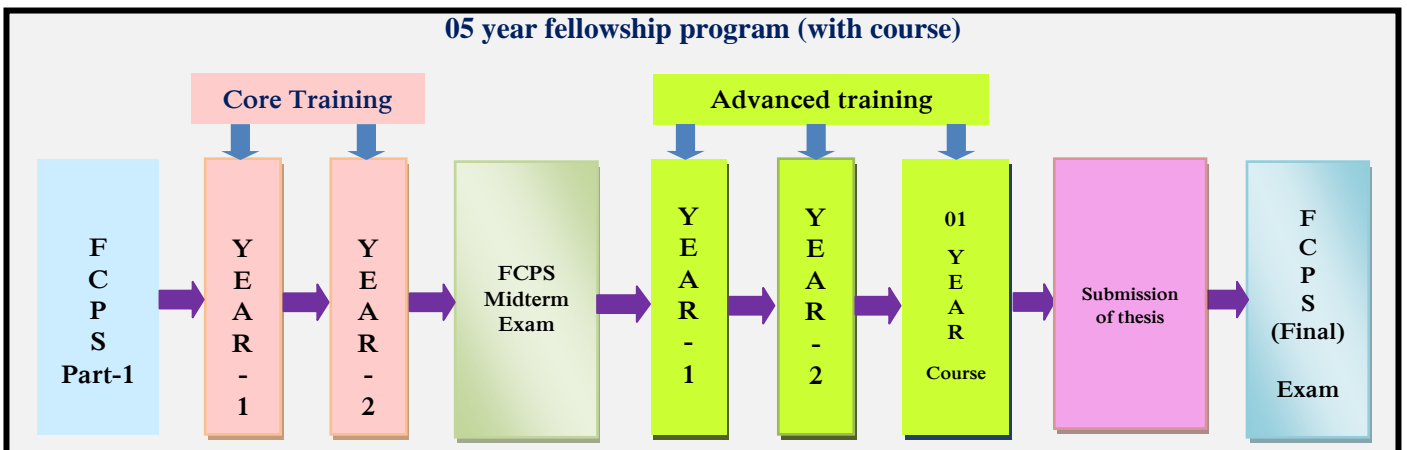 05 year fellowship program (with course)
Core Training
Advanced training
F
C
P
S
Part-1
Y
E
A
R
-
1
Y
E
A
R
-
2
FCPS
Midterm
Exam
Y
E
A
R
-
1
Y
E
A
R
-
2
01
Y
E
A
R
Course
Submission
of thesis
F
C
P
S
(Final)
Exam